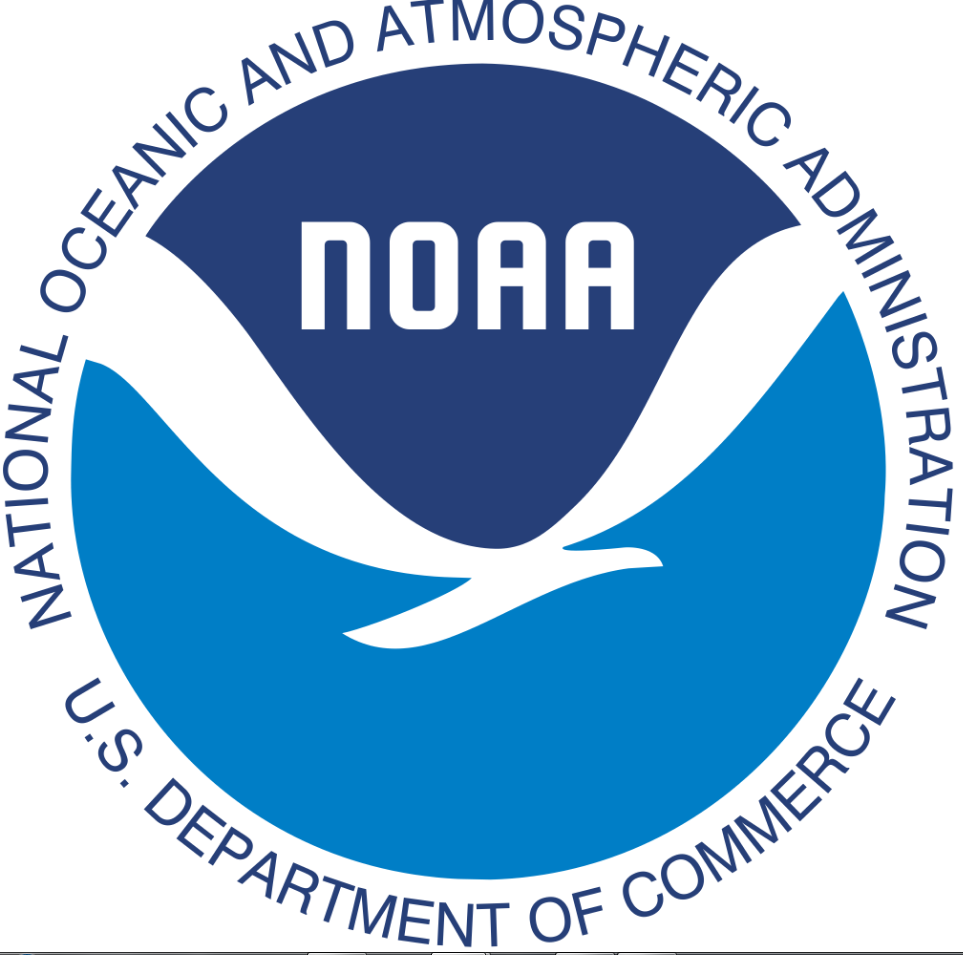 NATIONAL OCEANIC AND ATMOSPHERIC ADMINISTRATION
NOAA
U.S. DEPARTMENT OF COMMERCE